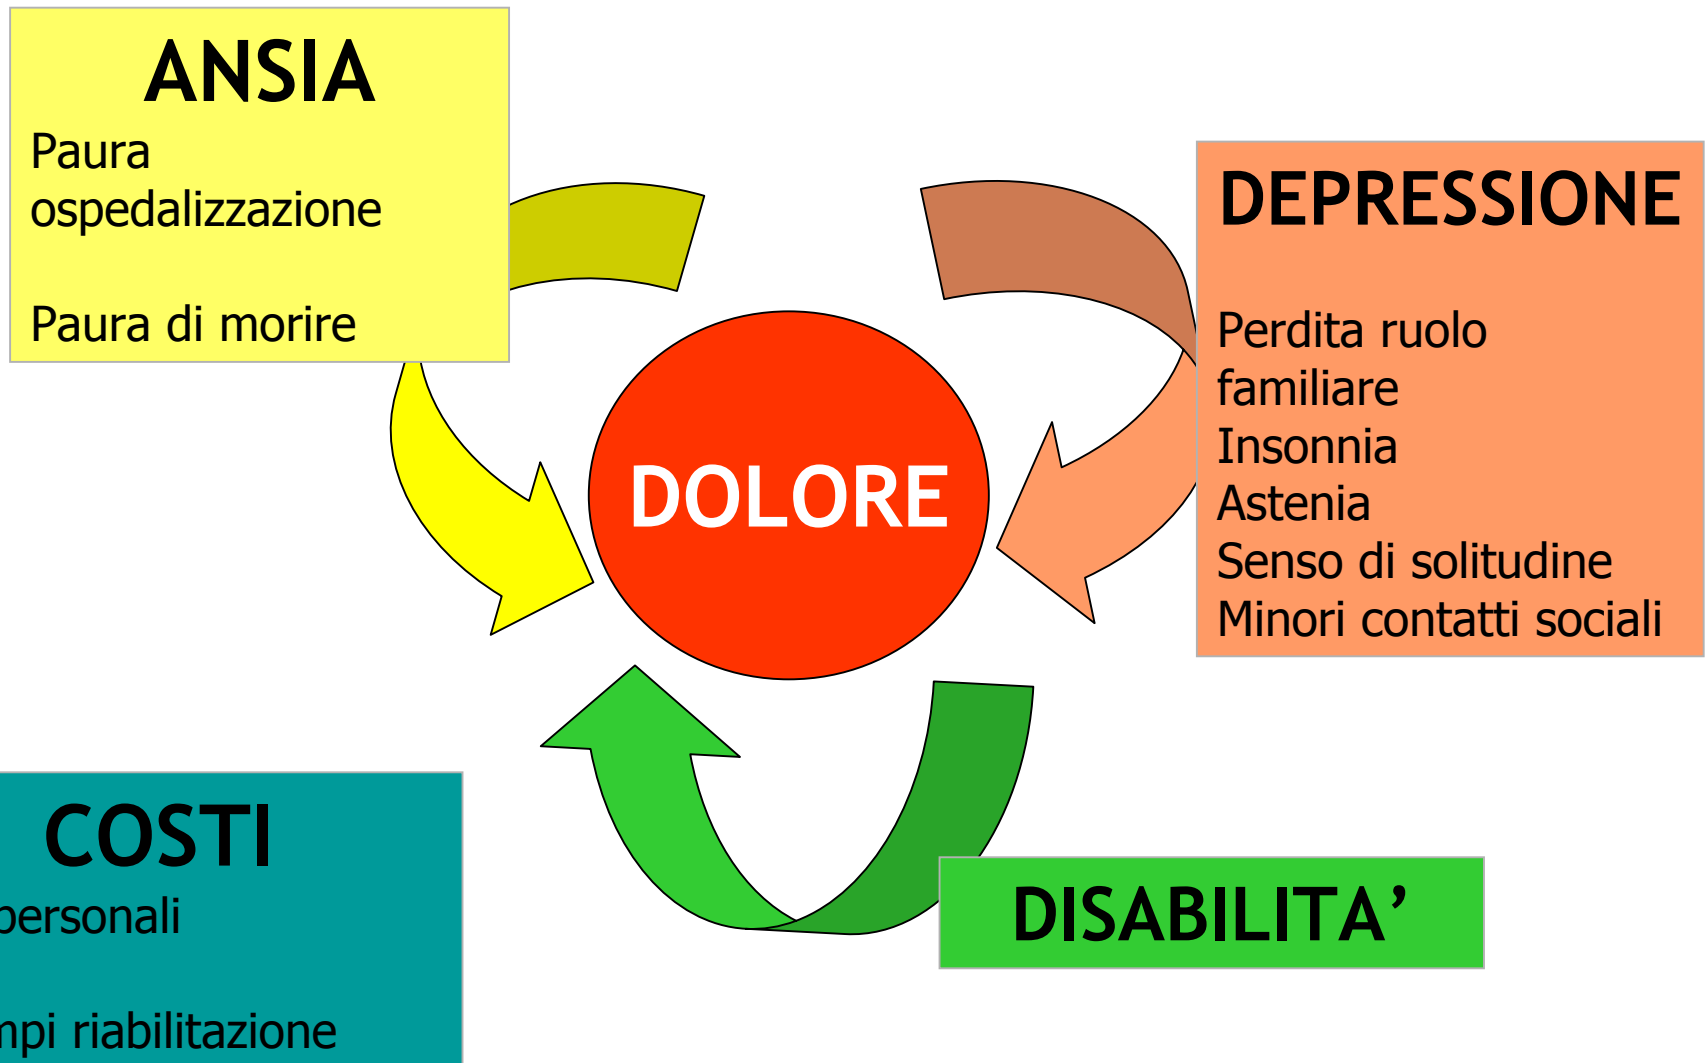 ANSIA
Paura
ospedalizzazione
Paura di morire
DEPRESSIONE
Perdita ruolo
familiare
Insonnia
Astenia
Senso di solitudine
Minori contatti sociali
DOLORE
COSTI
personali
riabilitazione
DISABILITA’